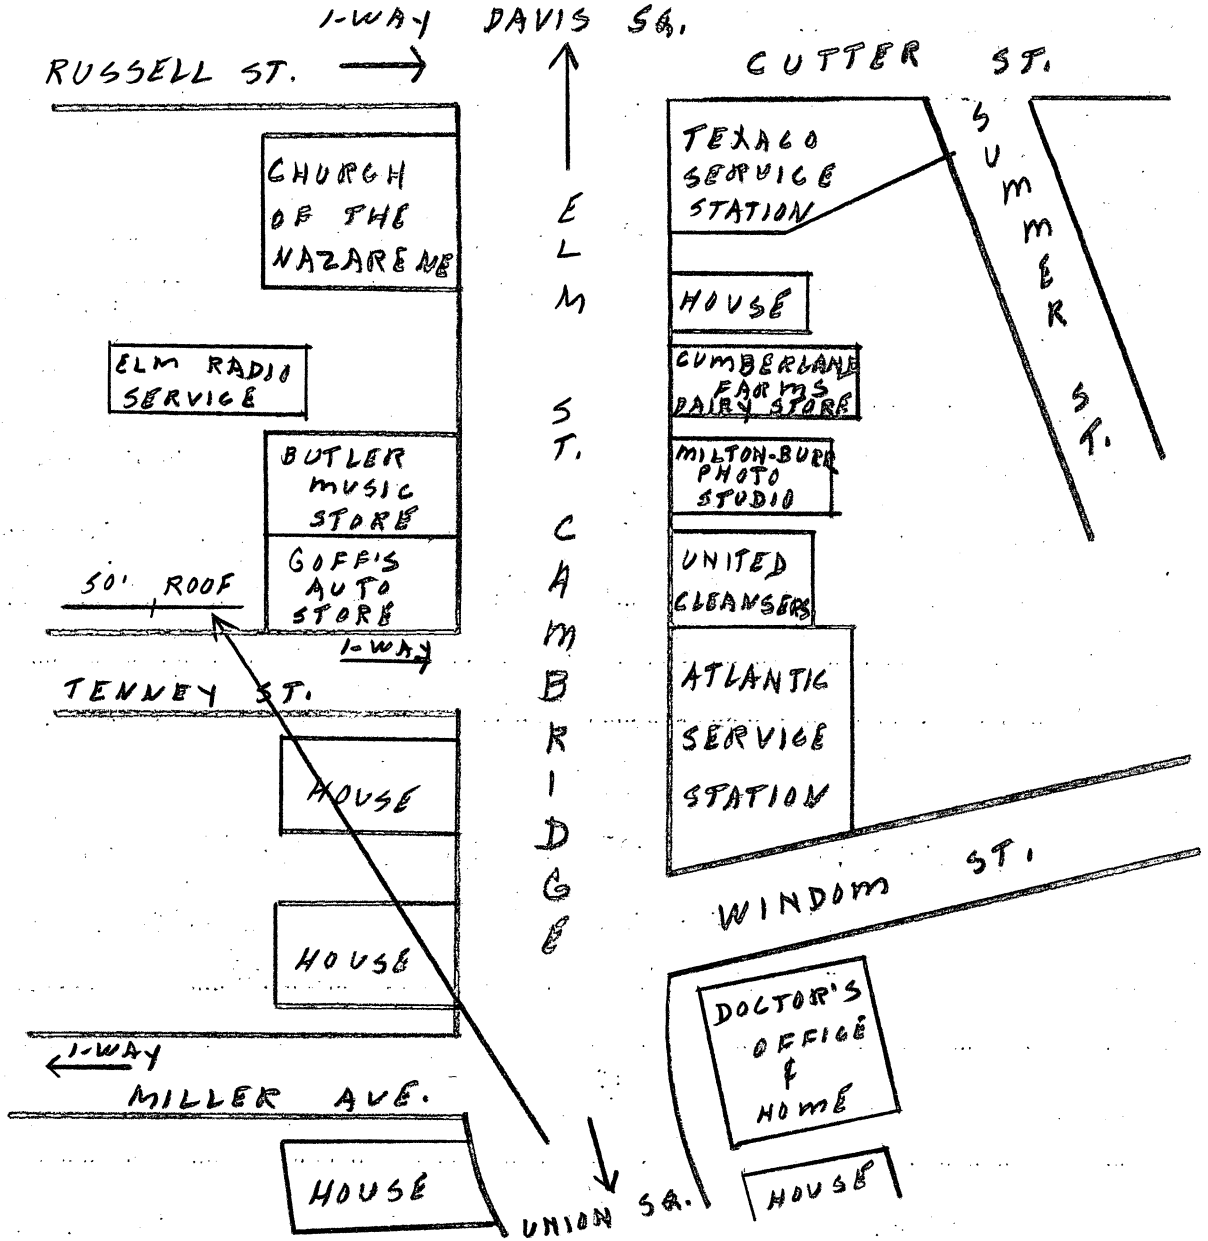 1-WAY DAVIS SQ.
RUSSELL ST.
CUTTER ST.
SUMMER ST.
CHURCH
OF THE
NAZARENE
TEXACO
SERVICE
STATION
ELM ST. CAMBRIDGE
HOUSE
ELM RADIO
SERVICE
CUMBERLAND
FARMS
DAIRY STORE
BUTLER
MUSIC
STORE
MILTON-BURR
PHOTO
STUDIO
GOFF'S
AUTO
STORE
50' ROOF
UNITED
CLEANSERS
1-WAY
TENNEY ST.
ATLANTIC
SERVICE
STATION
HOUSE
WINDOM ST.
HOUSE
DOCTOR'S
OFFICE
&
HOME
1-WAY
MILLER AVE.
HOUSE
HOUSE
UNION SQ.